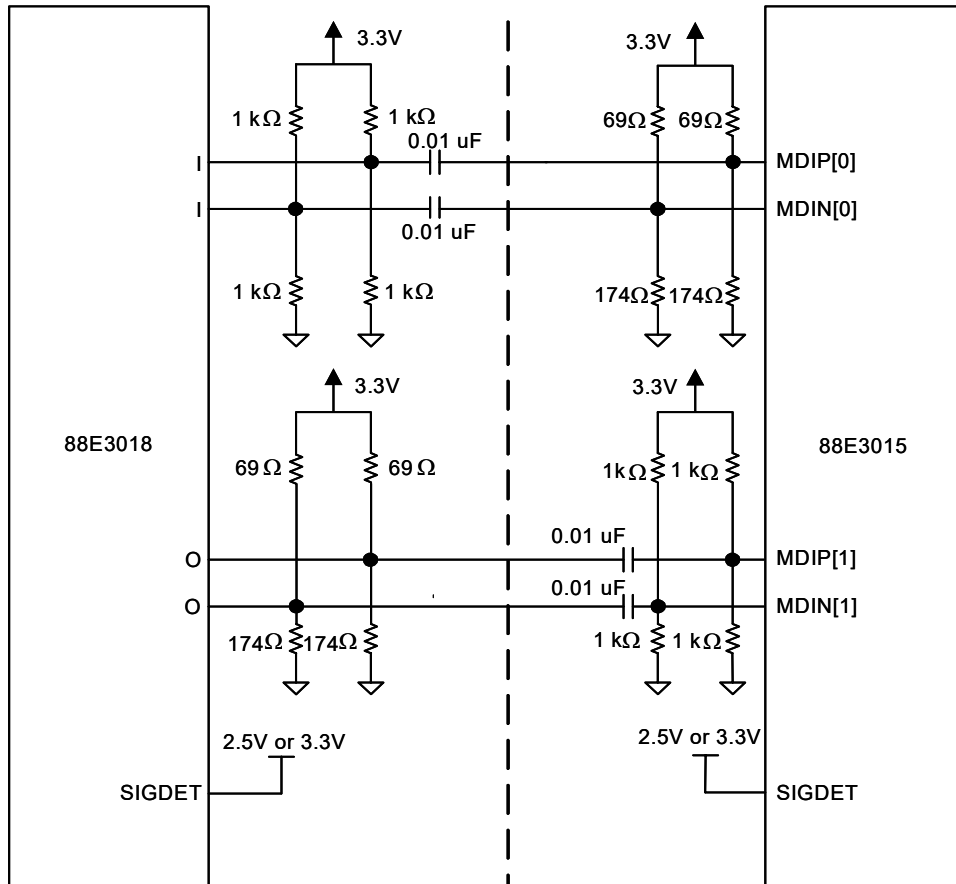 3.3V
3.3V
1 kΩ
1 kΩ
69Ω
69Ω
0.01 uF
I
MDIP[0]
I
MDIN[0]
0.01 uF
1 kΩ
1 kΩ
174Ω
174Ω
3.3V
3.3V
88E3018
88E3015
69Ω
69Ω
1kΩ
1 kΩ
0.01 uF
O
MDIP[1]
0.01 uF
O
MDIN[1]
174Ω
174Ω
1 kΩ
1 kΩ
2.5V or 3.3V
2.5V or 3.3V
SIGDET
SIGDET